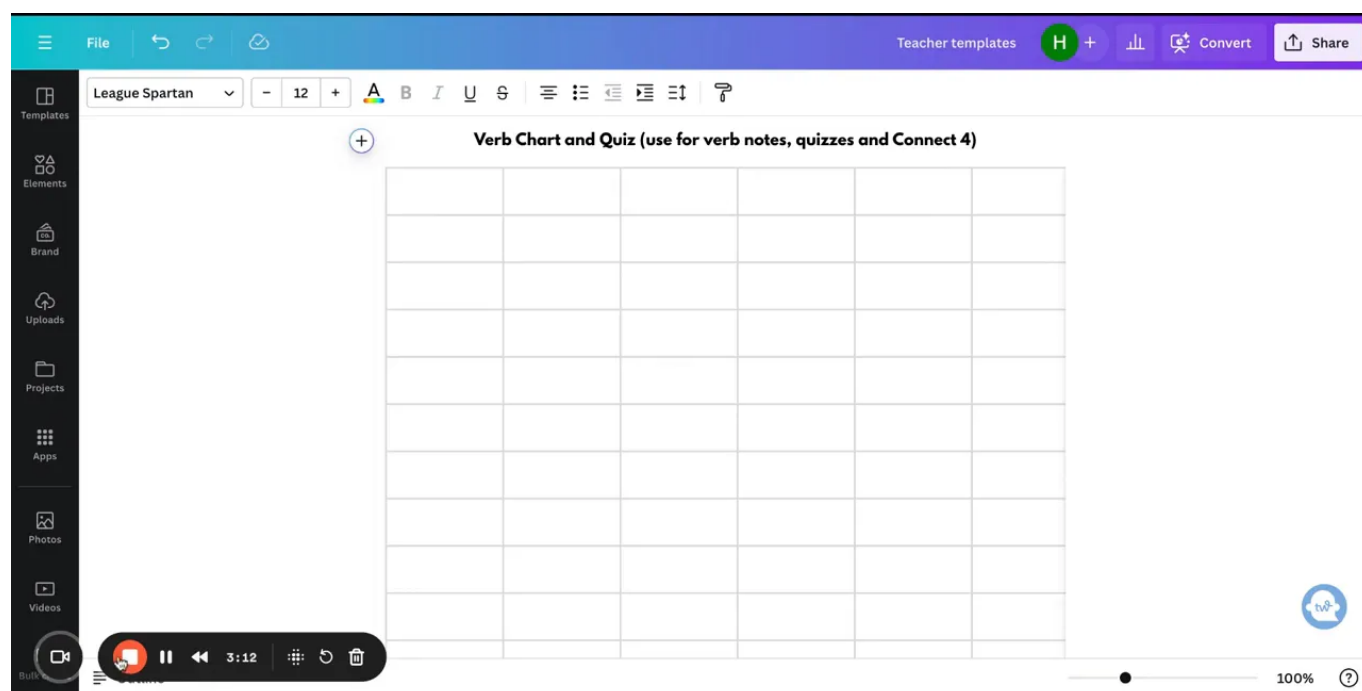 File
Teacher templates
H
+
Convert
Share
League Spartan
- 12 +
A B I U S
Templates
Elements
Brand
Uploads
Projects
Apps
Photos
Videos
Verb Chart and Quiz (use for verb notes, quizzes and Connect 4)
3:12
100%
?